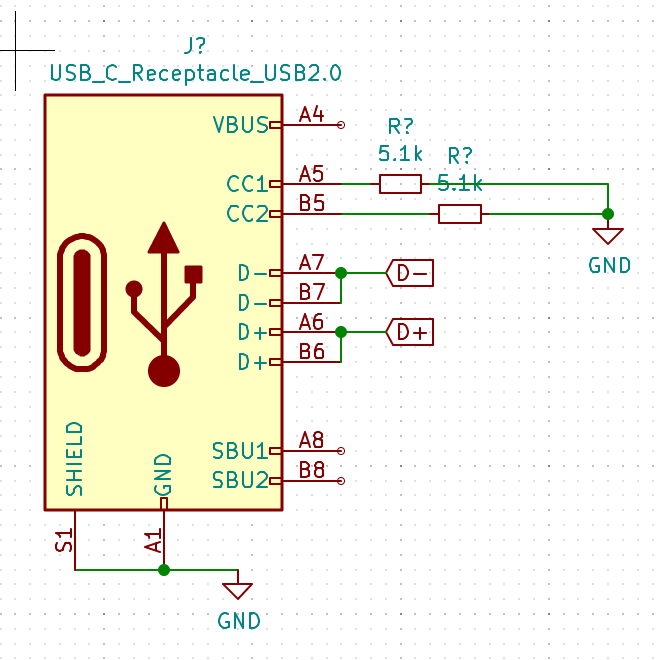 J?
USB_C_Receptacle_USB2.0
VBUS A4
R?
5.1k
R?
5.1k
CC1 A5
CC2 B5
GND
D- A7 D-
D- B7
D+ A6 D+
D+ B6
SBU1 A8
SBU2 B8
SHIELD
GND
S1
A1
GND